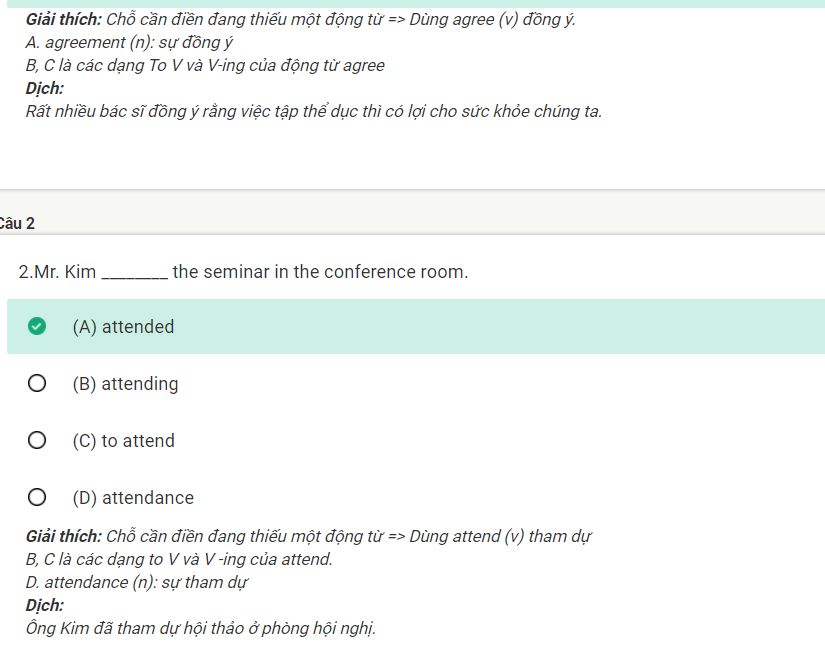 Giải thích: Chỗ cần điền đang thiếu một động từ => Dùng agree (v) đồng ý.
A. agreement (n): sự đồng ý
B, C là các dạng To V và V-ing của động từ agree
Dịch:
Rất nhiều bác sĩ đồng ý rằng việc tập thể dục thì có lợi cho sức khỏe chúng ta.
Câu 2
2.Mr. Kim ________ the seminar in the conference room.
(A) attended
(B) attending
(C) to attend
(D) attendance
Giải thích: Chỗ cần điền đang thiếu một động từ => Dùng attend (v) tham dự
B, C là các dạng to V và V -ing của attend.
D. attendance (n): sự tham dự
Dịch:
Ông Kim đã tham dự hội thảo ở phòng hội nghị.